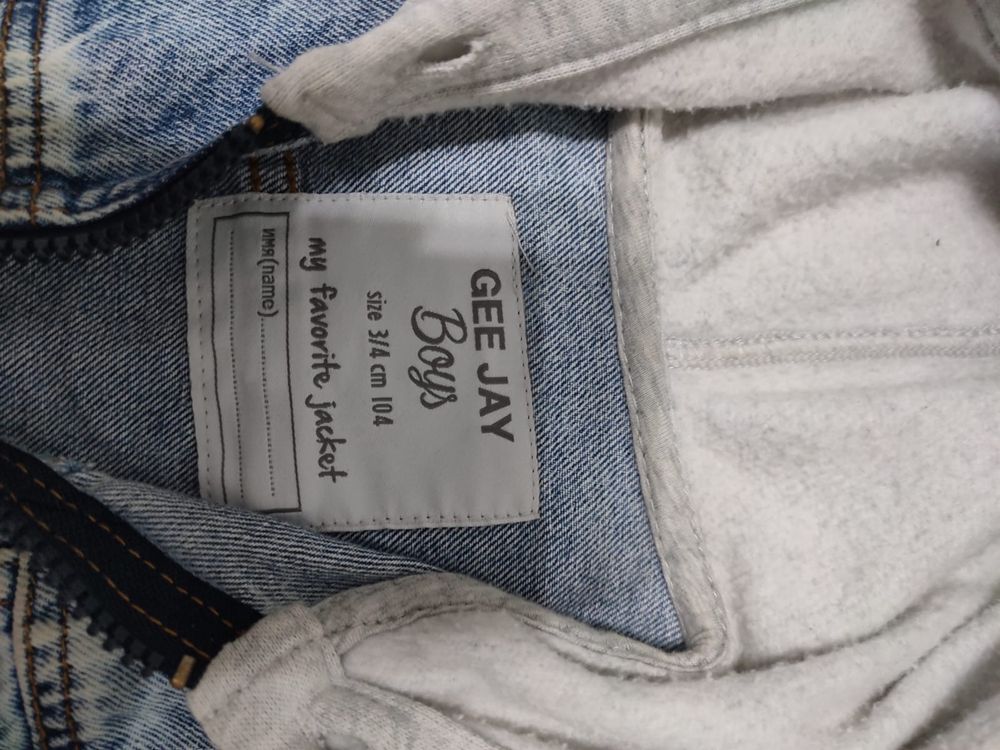 GEE JAY
Boys
size 3/4 cm 104
my favorite jacket
имя(name)